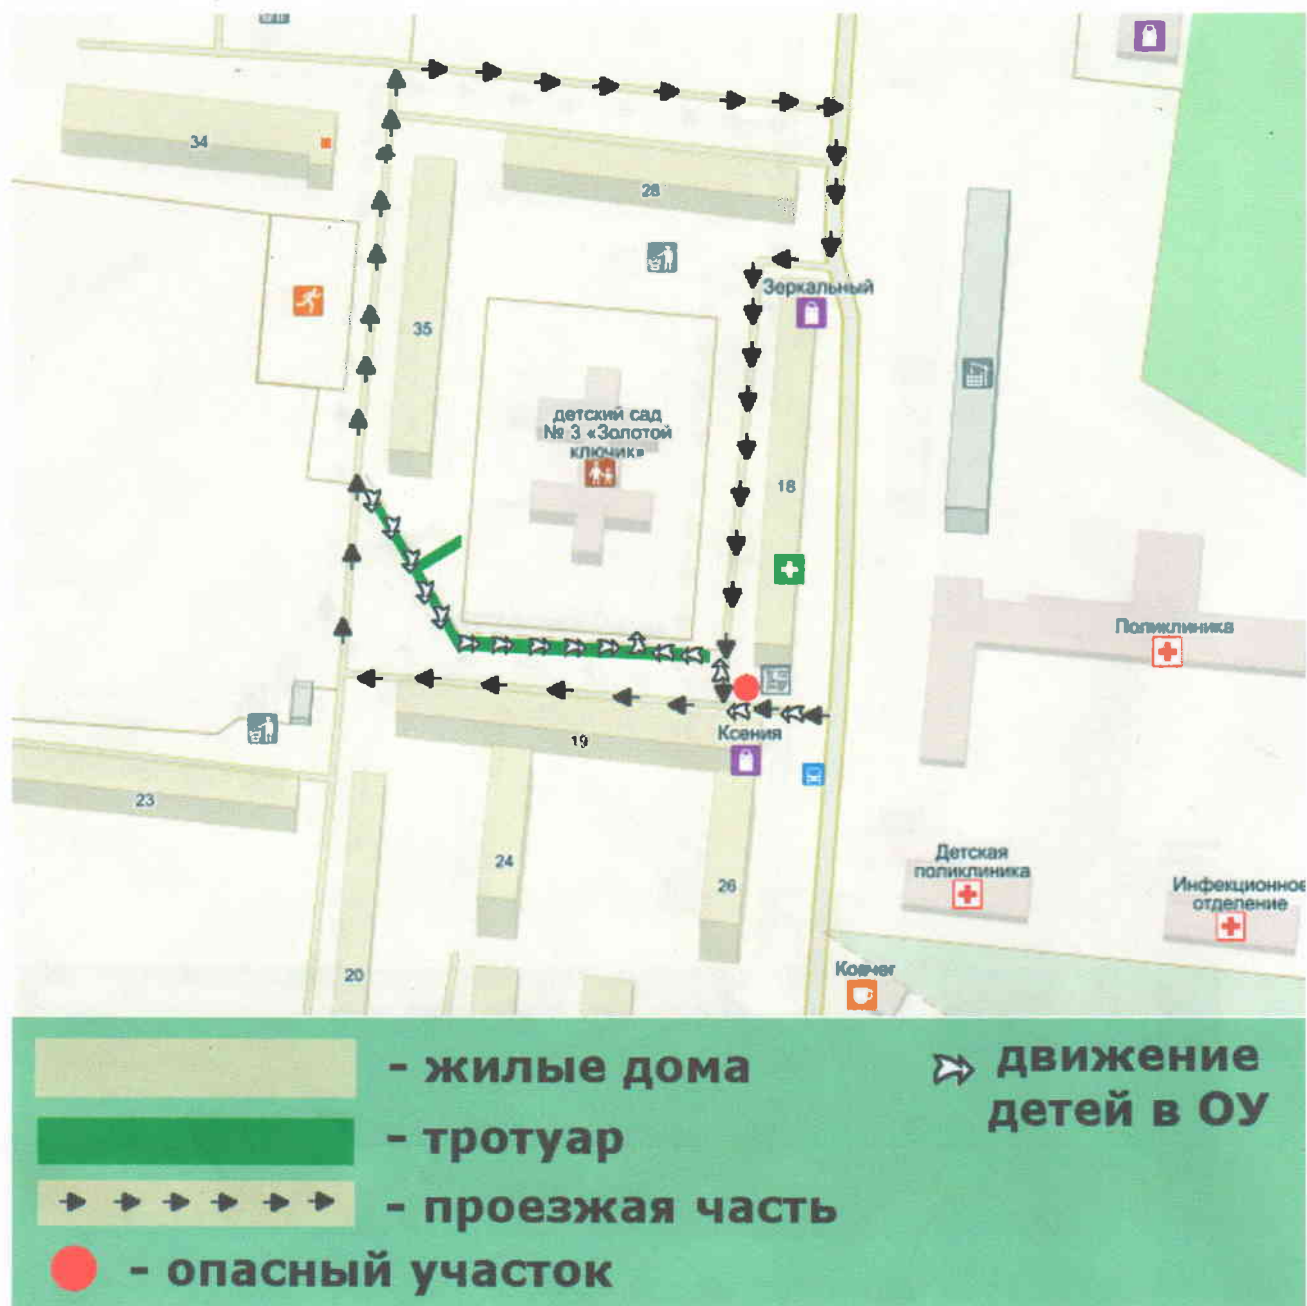 34
28
Зеркальный
35
детский сад
№ 3 «Золотой
ключик»
18
Поликлиника
Ксения
19
23
24
26
Детская
поликлиника
Инфекционное
отделение
20
Ковчег
- жилые дома
- тротуар
- проезжая часть
- опасный участок
движение
детей в ОУ